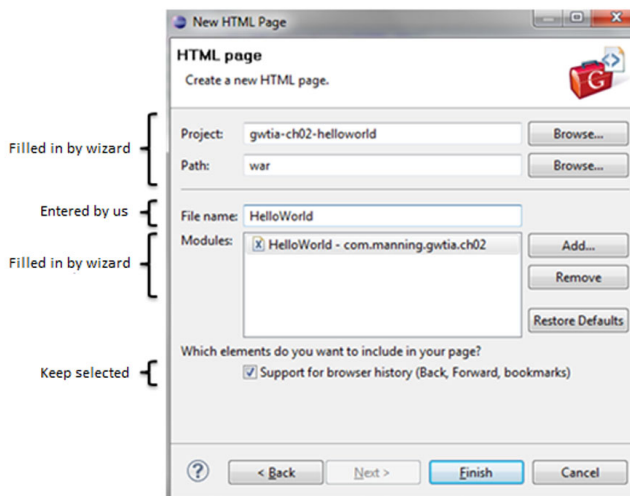 New HTML Page
HTML page
Create a new HTML page.
G
Filled in by wizard
Project: gwtia-ch02-helloworld Browse...
Path: war Browse...
Entered by us
File name: HelloWorld
Filled in by wizard
Modules: HelloWorld - com.manning.gwtia.ch02 Add...
Remove
Restore Defaults
Which elements do you want to include in your page?
Keep selected
Support for browser history (Back, Forward, bookmarks)
? < Back Next > Finish Cancel